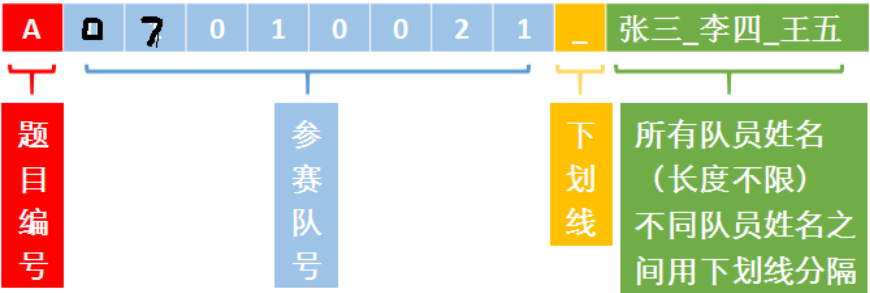 A07010021_张三_李四_王五
题目编号
参赛队号
下划线
所有队员姓名
（长度不限）
不同队员姓名之
间用下划线分隔